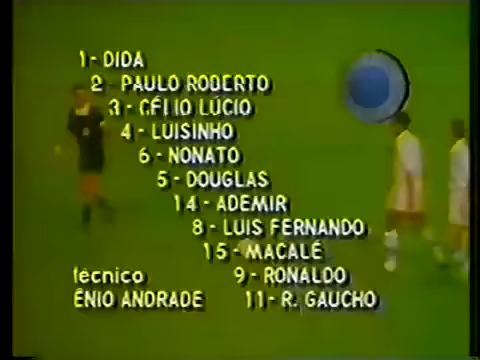 1 - DIDA
2 - PAULO ROBERTO
3 - CÉLIO LÚCIO
4 - LUISINHO
6 - NONATO
5 - DOUGLAS
14 - ADEMIR
8 - LUIS FERNANDO
15 - MACALÉ
técnico 9 - RONALDO
ÊNIO ANDRADE 11 - R. GAUCHO